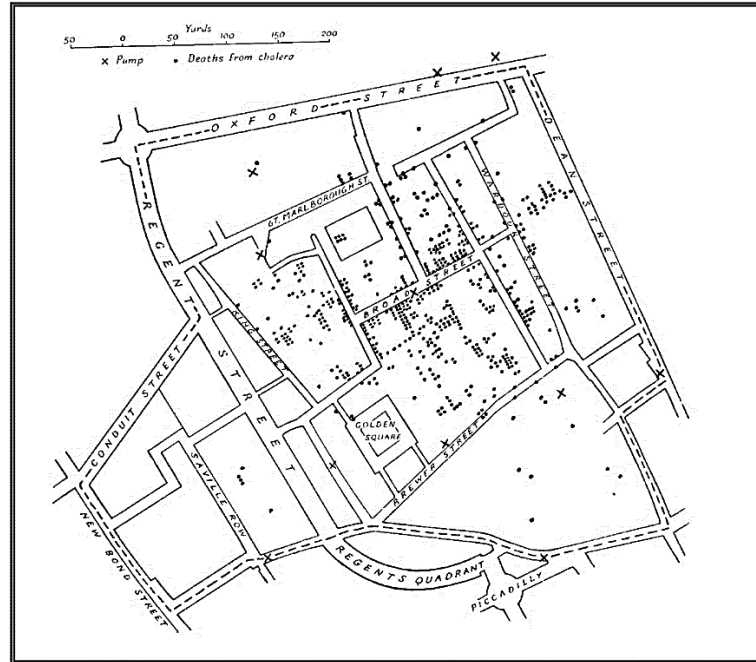 Yards
50 0 50 100 150 200
x Pump • Deaths from cholera
OXFORD STREET
DEAN STREET
REGENT STREET
GT. MARLBOROUGH ST.
WARDOUR STREET
BROAD STREET
KING STREET
CONDUIT STREET
GOLDEN
SQUARE
BREWER STREET
SAVILLE ROW
NEW BOND STREET
REGENTS QUADRANT
PICCADILLY